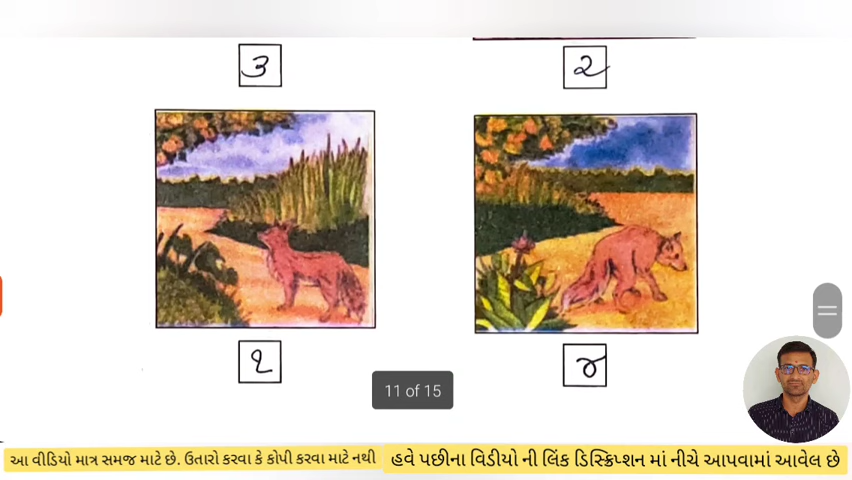 ૩
૨
૧
૪
11 of 15
આ વીડિયો માત્ર સમજ માટે છે. ઉતારો કરવા કે કોપી કરવા માટે નથી
હવે પછીના વિડીયો ની લિંક ડિસ્ક્રિપ્શન માં નીચે આપવામાં આવેલ છે